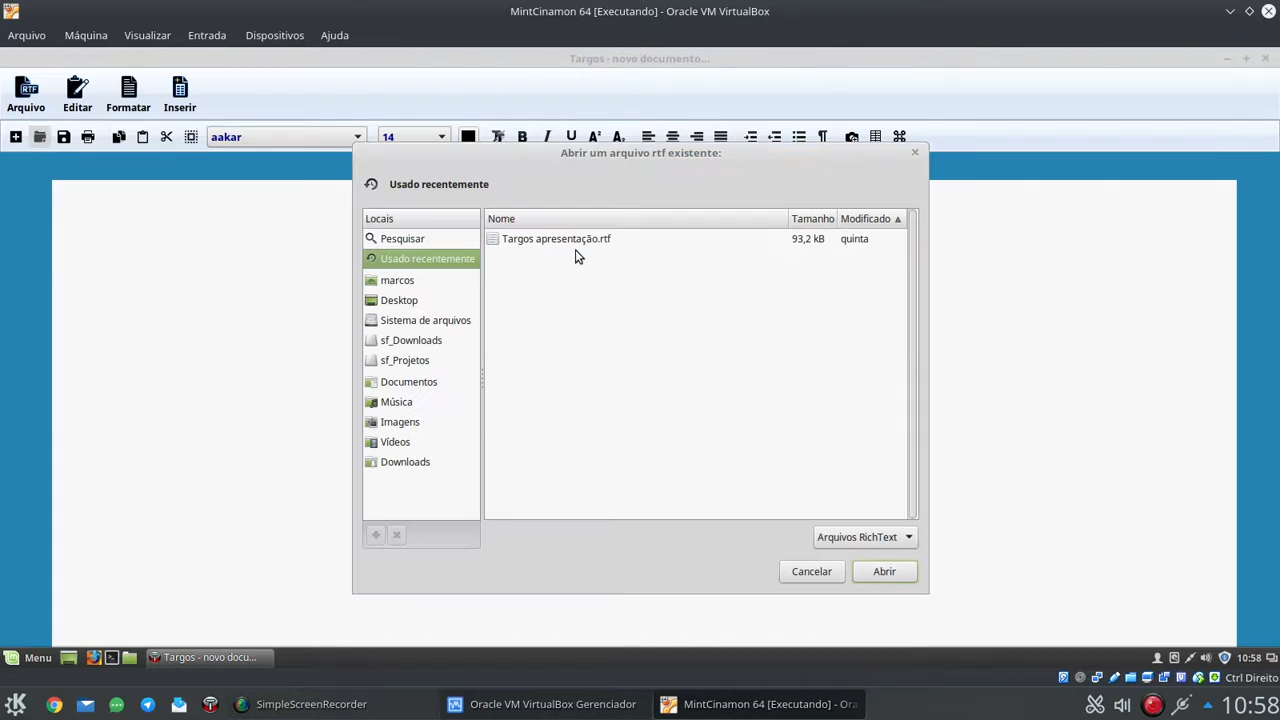 MintCinamon 64 [Executando] - Oracle VM VirtualBox
Arquivo Máquina Visualizar Entrada Dispositivos Ajuda
Targos - novo documento...
RTF
Arquivo Editar Formatar Inserir
aakar 14
Abrir um arquivo rtf existente:
Usado recentemente
Locais Nome Tamanho Modificado
Pesquisar Targos apresentação.rtf 93,2 kB quinta
Usado recentemente
marcos
Desktop
Sistema de arquivos
sf_Downloads
sf_Projetos
Documentos
Música
Imagens
Vídeos
Downloads
Arquivos RichText
Cancelar Abrir
Menu Targos - novo docu... 10:58
Ctrl Direito
SimpleScreenRecorder Oracle VM VirtualBox Gerenciador MintCinamon 64 [Executando] - Ora 10:58